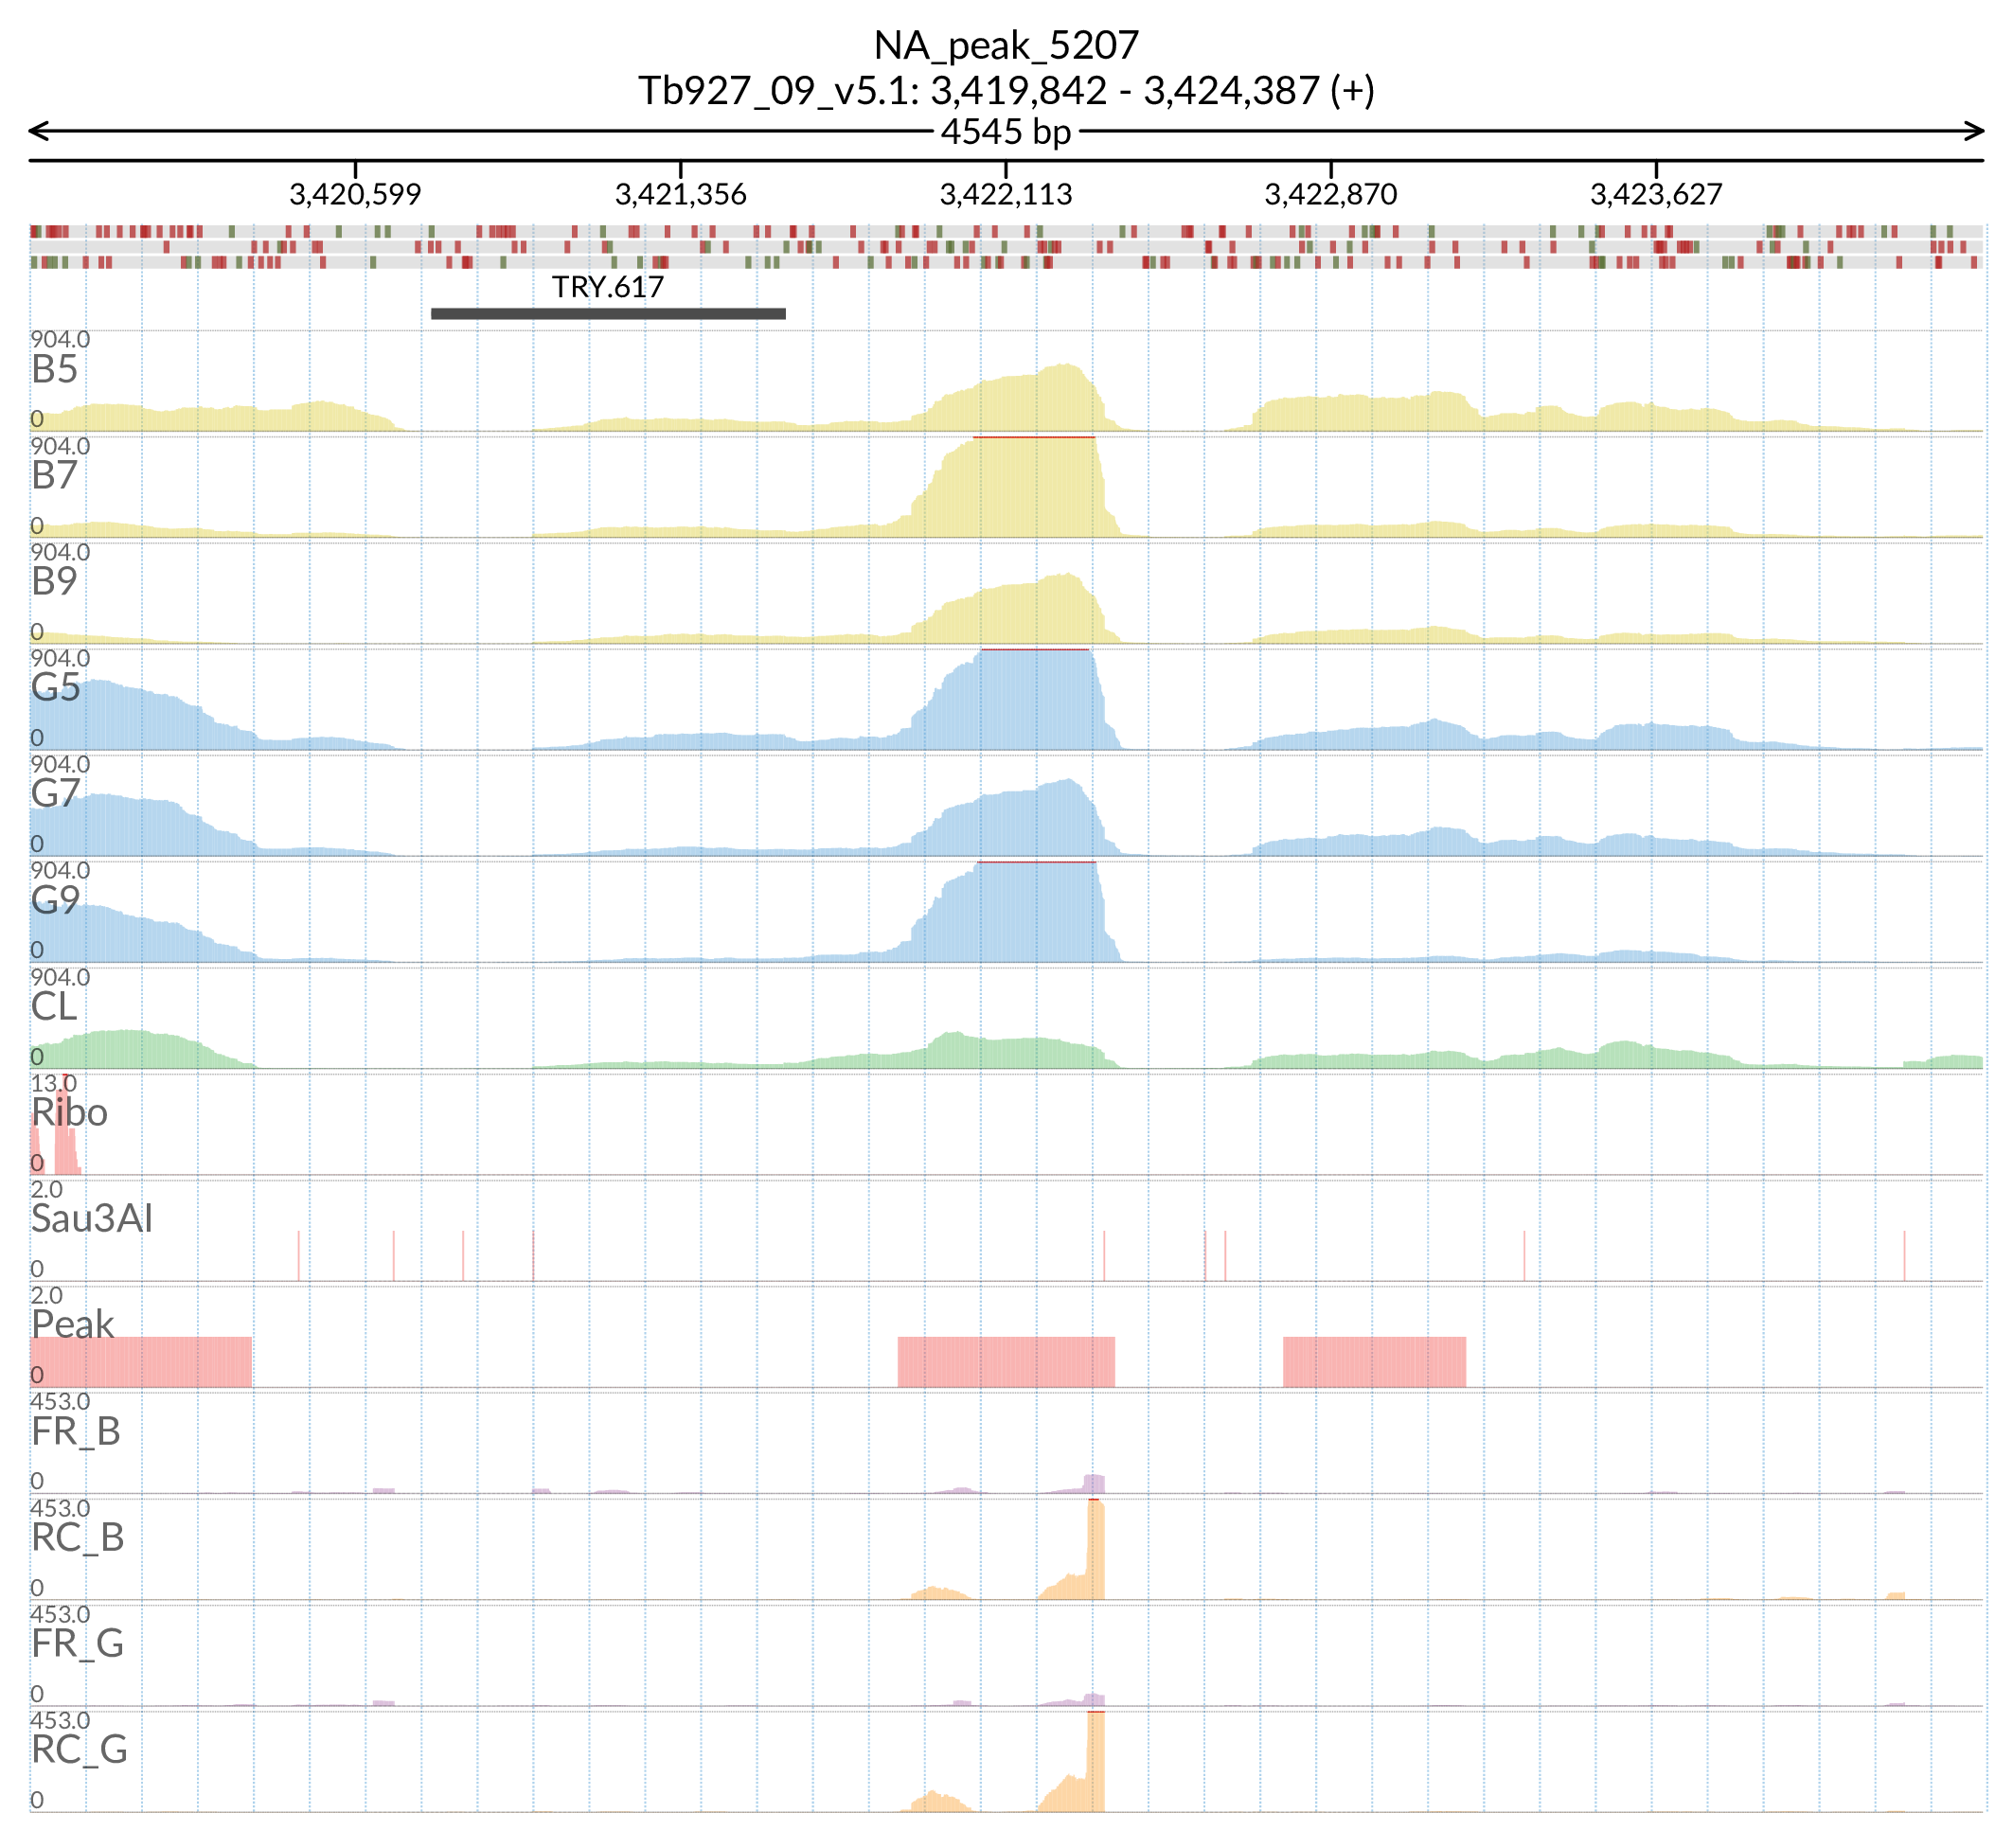 NA_peak_5207
Tb927_09_v5.1: 3,419,842 - 3,424,387 (+)
4545 bp
3,420,599 3,421,356 3,422,113 3,422,870 3,423,627
TRY.617
904.0
B5
0
904.0
B7
0
904.0
B9
0
904.0
G5
0
904.0
G7
0
904.0
G9
0
904.0
CL
0
13.0
Ribo
0
2.0
Sau3AI
0
2.0
Peak
0
453.0
FR_B
0
453.0
RC_B
0
453.0
FR_G
0
453.0
RC_G
0